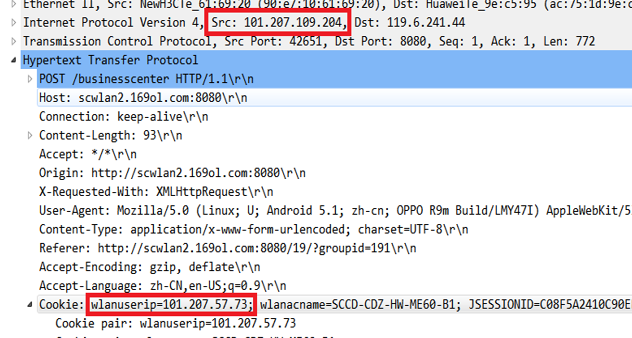 Ethernet II, Src: NewH3CTe_61:69:20 (90:e7:10:61:69:20), Dst: HuaweiTe_9e:c5:95 (ac:75:1d:9e:c
Internet Protocol Version 4, Src: 101.207.109.204, Dst: 119.6.241.44
Transmission Control Protocol, Src Port: 42651, Dst Port: 8080, Seq: 1, Ack: 1, Len: 772
Hypertext Transfer Protocol
POST /businesscenter HTTP/1.1\r\n
Host: scwlan2.169ol.com:8080\r\n
Connection: keep-alive\r\n
Content-Length: 93\r\n
Accept: */*\r\n
Origin: http://scwlan2.169ol.com:8080\r\n
X-Requested-With: XMLHttpRequest\r\n
User-Agent: Mozilla/5.0 (Linux; U; Android 5.1; zh-cn; OPPO R9m Build/LMY47I) AppleWebKit/5
Content-Type: application/x-www-form-urlencoded; charset=UTF-8\r\n
Referer: http://scwlan2.169ol.com:8080/19/?groupid=191\r\n
Accept-Encoding: gzip, deflate\r\n
Accept-Language: zh-CN,en-US;q=0.9\r\n
Cookie: wlanuserip=101.207.57.73; wlanacname=SCCD-CDZ-HW-ME60-B1; JSESSIONID=C08F5A2410C90E
Cookie pair: wlanuserip=101.207.57.73